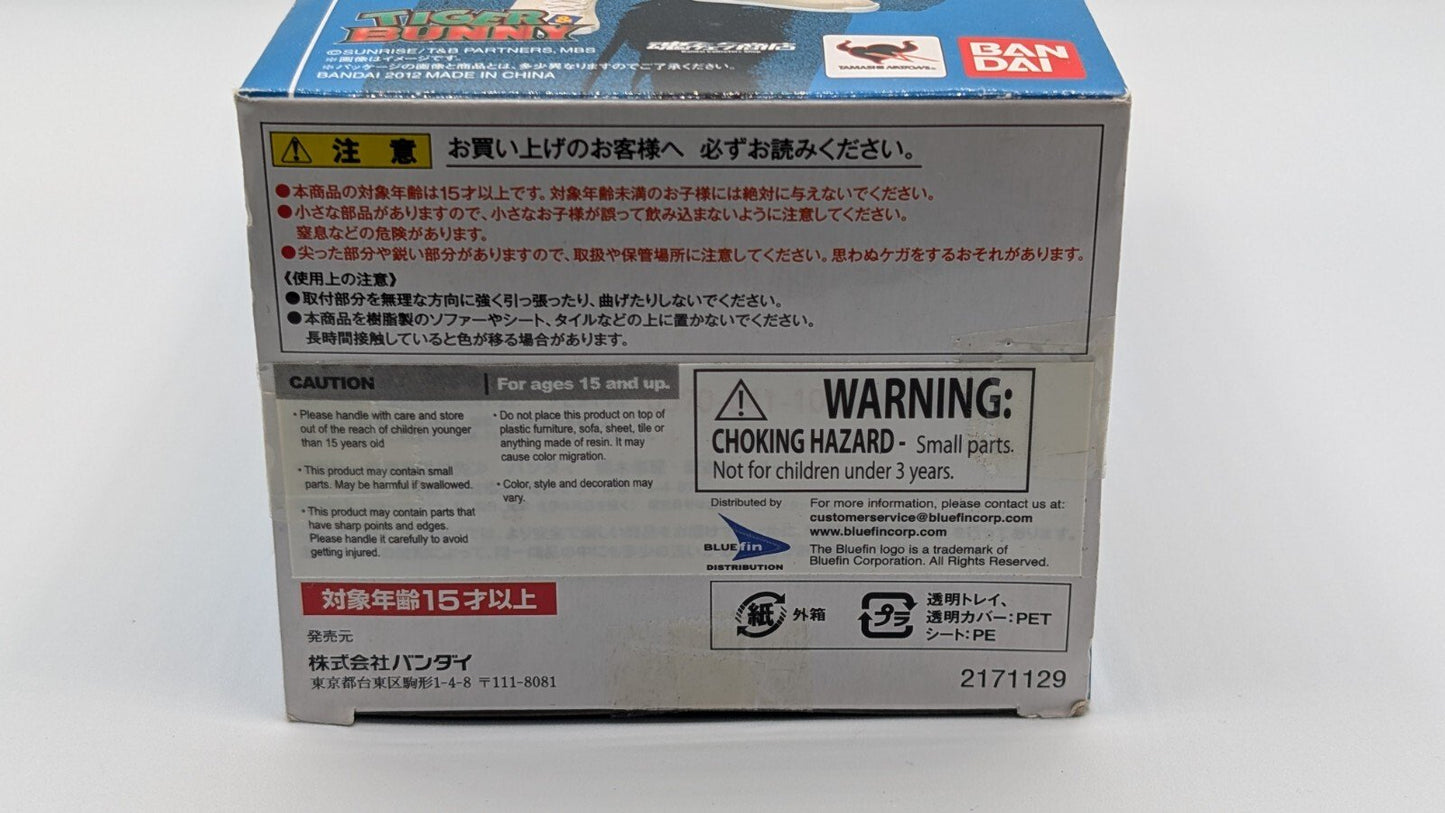 TIGER & BUNNY
©SUNRISE/T&B PARTNERS, MBS
※イメージです。
※パッケージの画像と商品とは、多少異なりますのでご了承ください。
BANDAI 2012 MADE IN CHINA
魂ウェブ商店
TAMASHII NATIONS
BAN
DAI
注意 お買い上げのお客様へ 必ずお読みください。
●本商品の対象年齢は15才以上です。対象年齢未満のお子様には絶対に与えないでください。
●小さな部品がありますので、小さなお子様が誤って飲み込まないように注意してください。
窒息などの危険があります。
●尖った部分や鋭い部分がありますので、取扱や保管場所に注意してください。思わぬケガをするおそれがあります。
《使用上の注意》
●取付部分を無理な方向に強く引っ張ったり、曲げたりしないでください。
●本商品を樹脂製のソファーやシート、タイルなどの上に置かないでください。
長時間接触していると色が移る場合があります。
CAUTION | For ages 15 and up.
• Please handle with care and store
out of the reach of children younger
than 15 years old
• This product may contain small
parts. May be harmful if swallowed.
• This product may contain parts that
have sharp points and edges.
Please handle it carefully to avoid
getting injured.
• Do not place this product on top of
plastic furniture, sofa, sheet, tile or
anything made of resin. It may
cause color migration.
• Color, style and decoration may
vary.
WARNING:
CHOKING HAZARD - Small parts.
Not for children under 3 years.
Distributed by
BLUEfin
DISTRIBUTION
For more information, please contact us at:
customerservice@bluefincorp.com
www.bluefincorp.com
The Bluefin logo is a trademark of
Bluefin Corporation. All Rights Reserved.
対象年齢15才以上
発売元
株式会社バンダイ
東京都台東区駒形1-4-8 〒111-8081
紙 外箱
プラ 透明トレイ、
透明カバー:PET
シート:PE
2171129